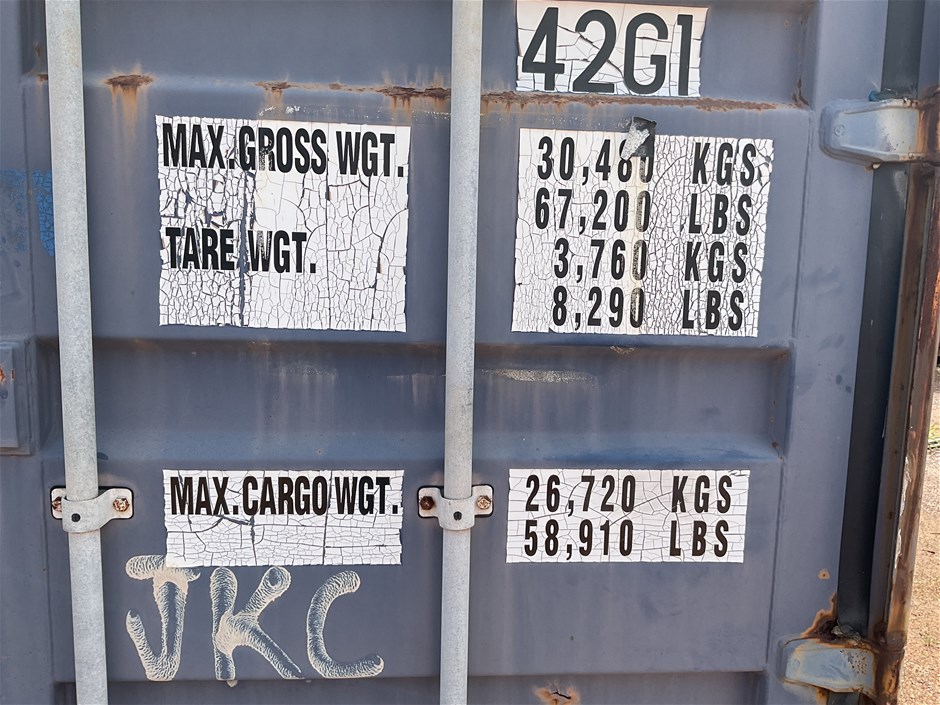 42G1
MAX.GROSS WGT. 30,480 KGS
67,200 LBS
TARE WGT. 3,760 KGS
8,290 LBS
MAX.CARGO WGT. 26,720 KGS
58,910 LBS
JKC